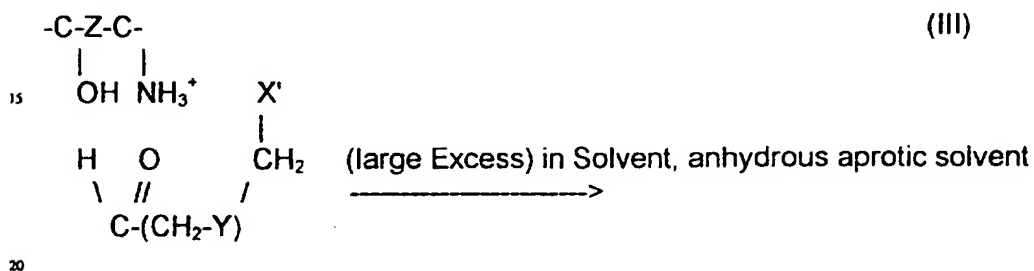 -C-Z-C- (III)
| |
15 OH NH₃⁺ X'
|
H O CH₂ (large Excess) in Solvent, anhydrous aprotic solvent
\ // / ---------------------->
C-(CH₂-Y)
20